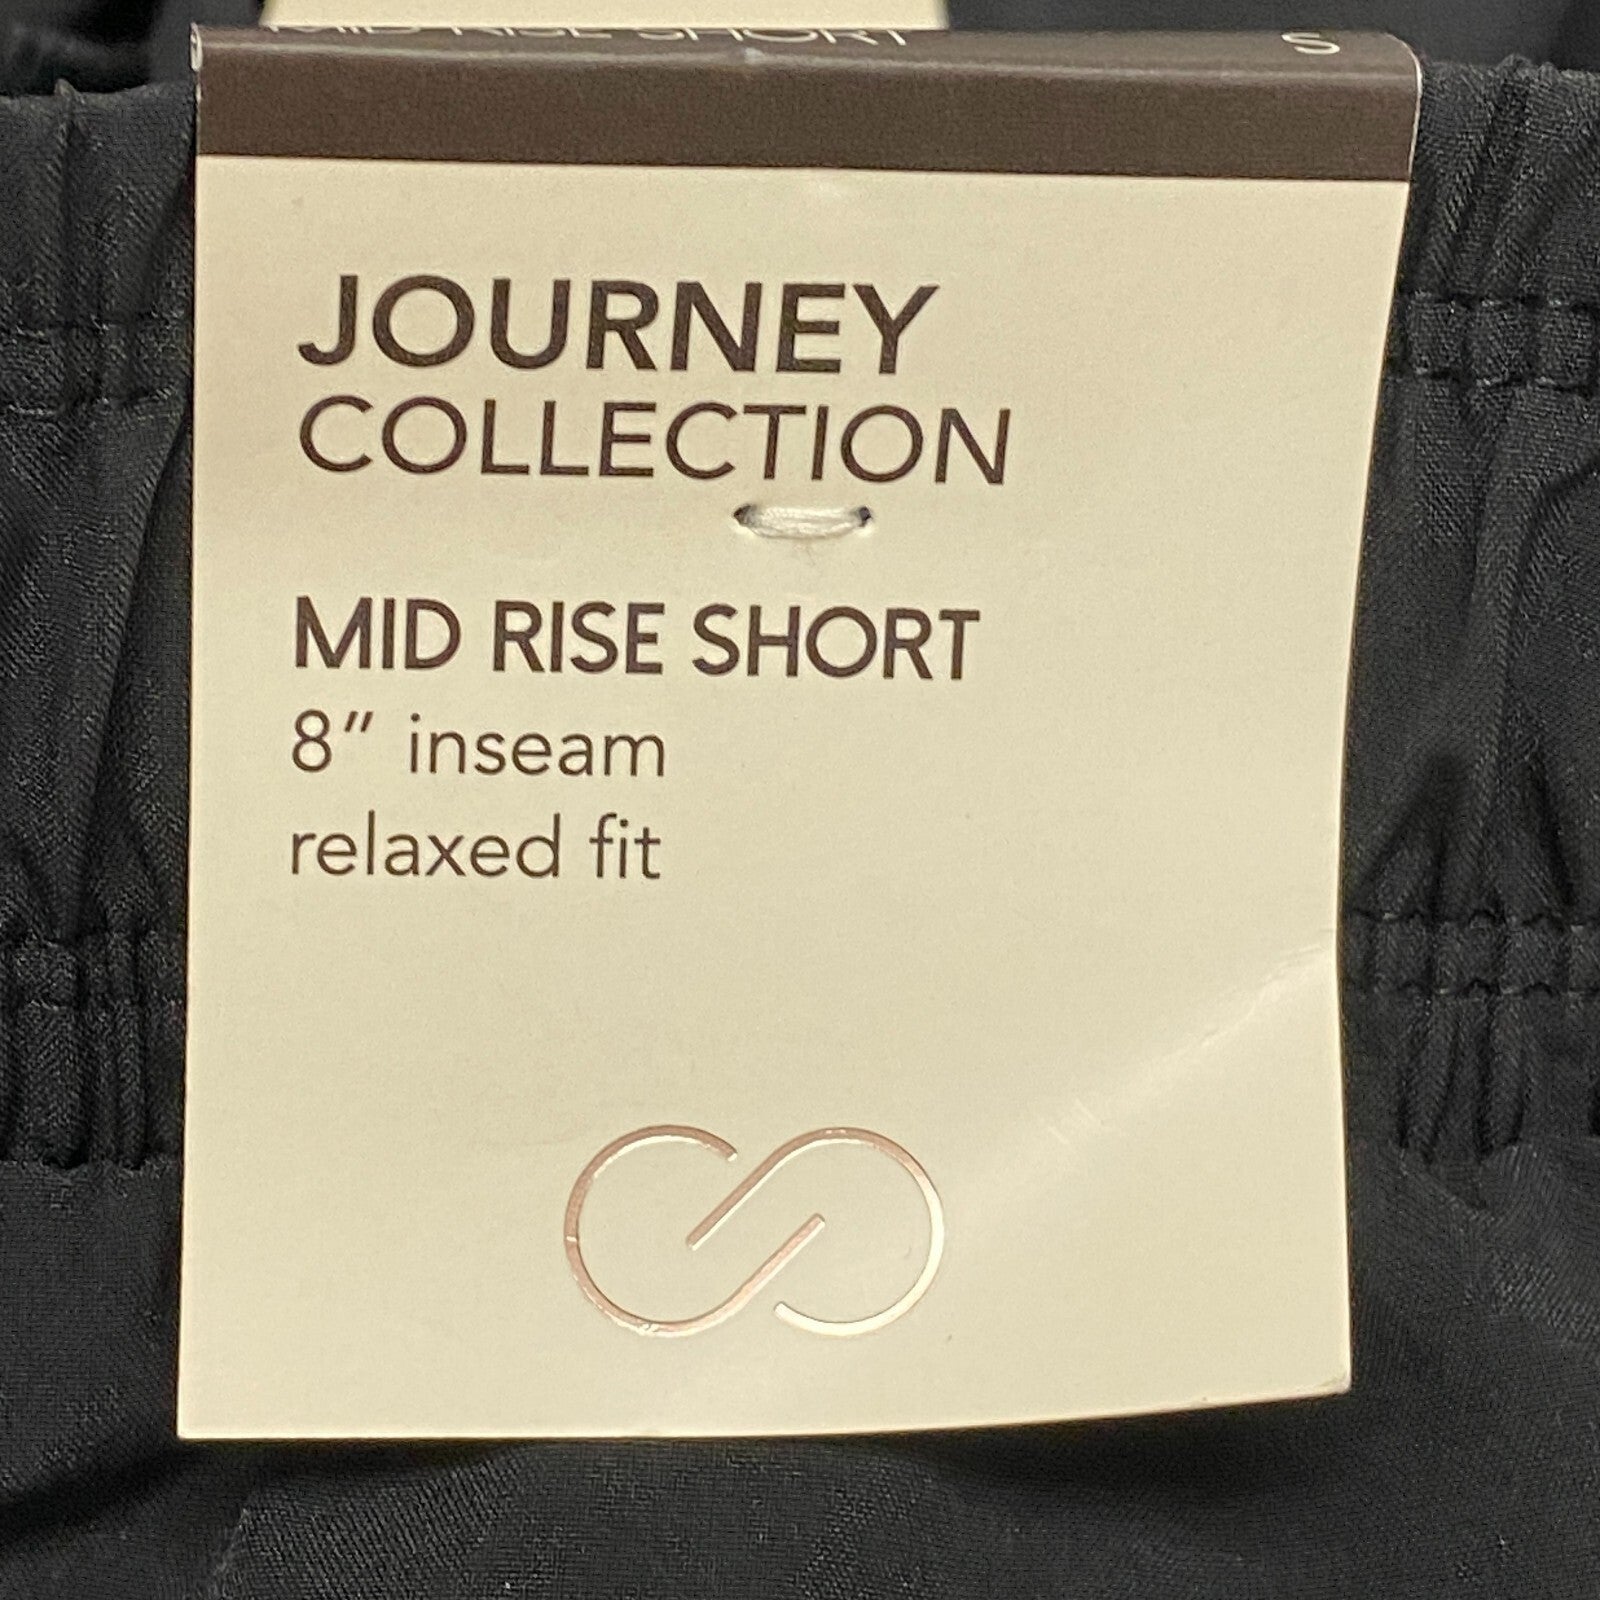 MID RISE SHORT S
JOURNEY
COLLECTION
MID RISE SHORT
8” inseam
relaxed fit